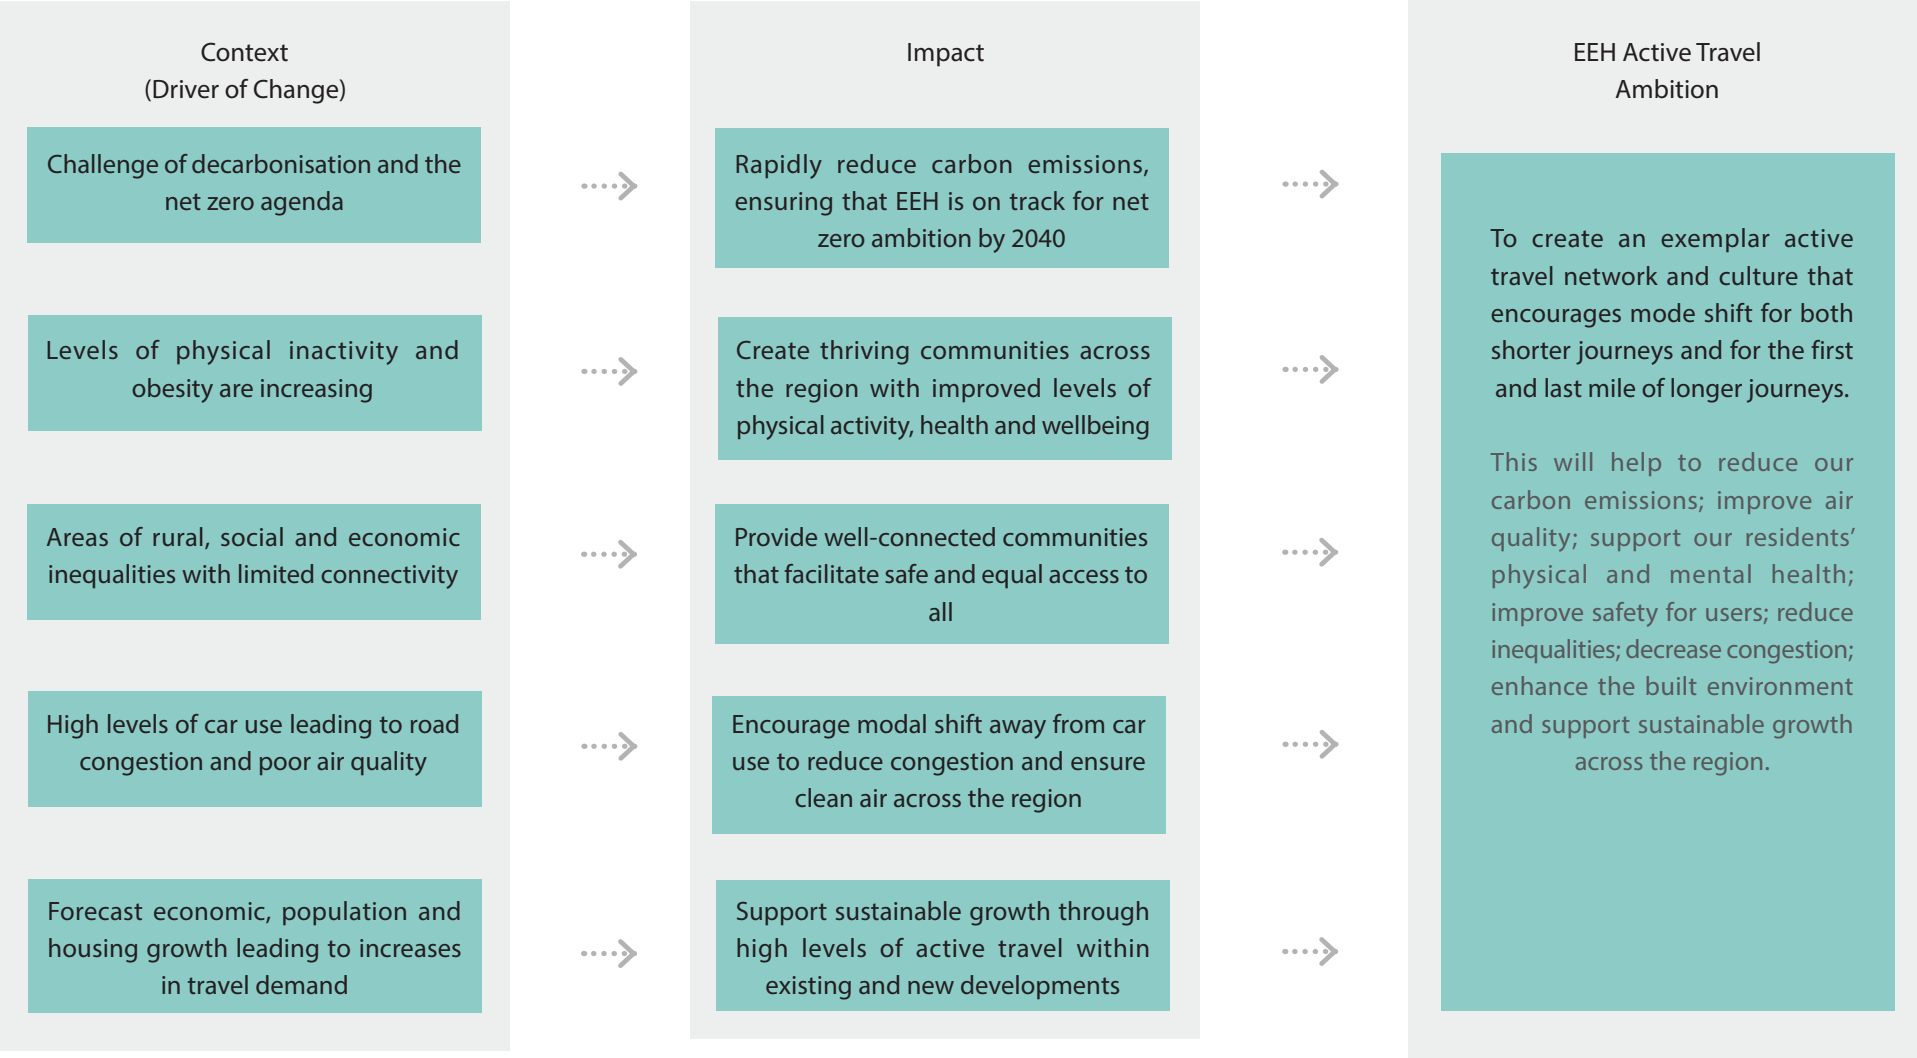 Context
(Driver of Change)
Challenge of decarbonisation and the
net zero agenda
Levels of physical inactivity and
obesity are increasing
Areas of rural, social and economic
inequalities with limited connectivity
High levels of car use leading to road
congestion and poor air quality
Forecast economic, population and
housing growth leading to increases
in travel demand
Impact
Rapidly reduce carbon emissions,
ensuring that EEH is on track for net
zero ambition by 2040
Create thriving communities across
the region with improved levels of
physical activity, health and wellbeing
Provide well-connected communities
that facilitate safe and equal access to
all
Encourage modal shift away from car
use to reduce congestion and ensure
clean air across the region
Support sustainable growth through
high levels of active travel within
existing and new developments
EEH Active Travel
Ambition
To create an exemplar active
travel network and culture that
encourages mode shift for both
shorter journeys and for the first
and last mile of longer journeys.
This will help to reduce our
carbon emissions; improve air
quality; support our residents’
physical and mental health;
improve safety for users; reduce
inequalities; decrease congestion;
enhance the built environment
and support sustainable growth
across the region.